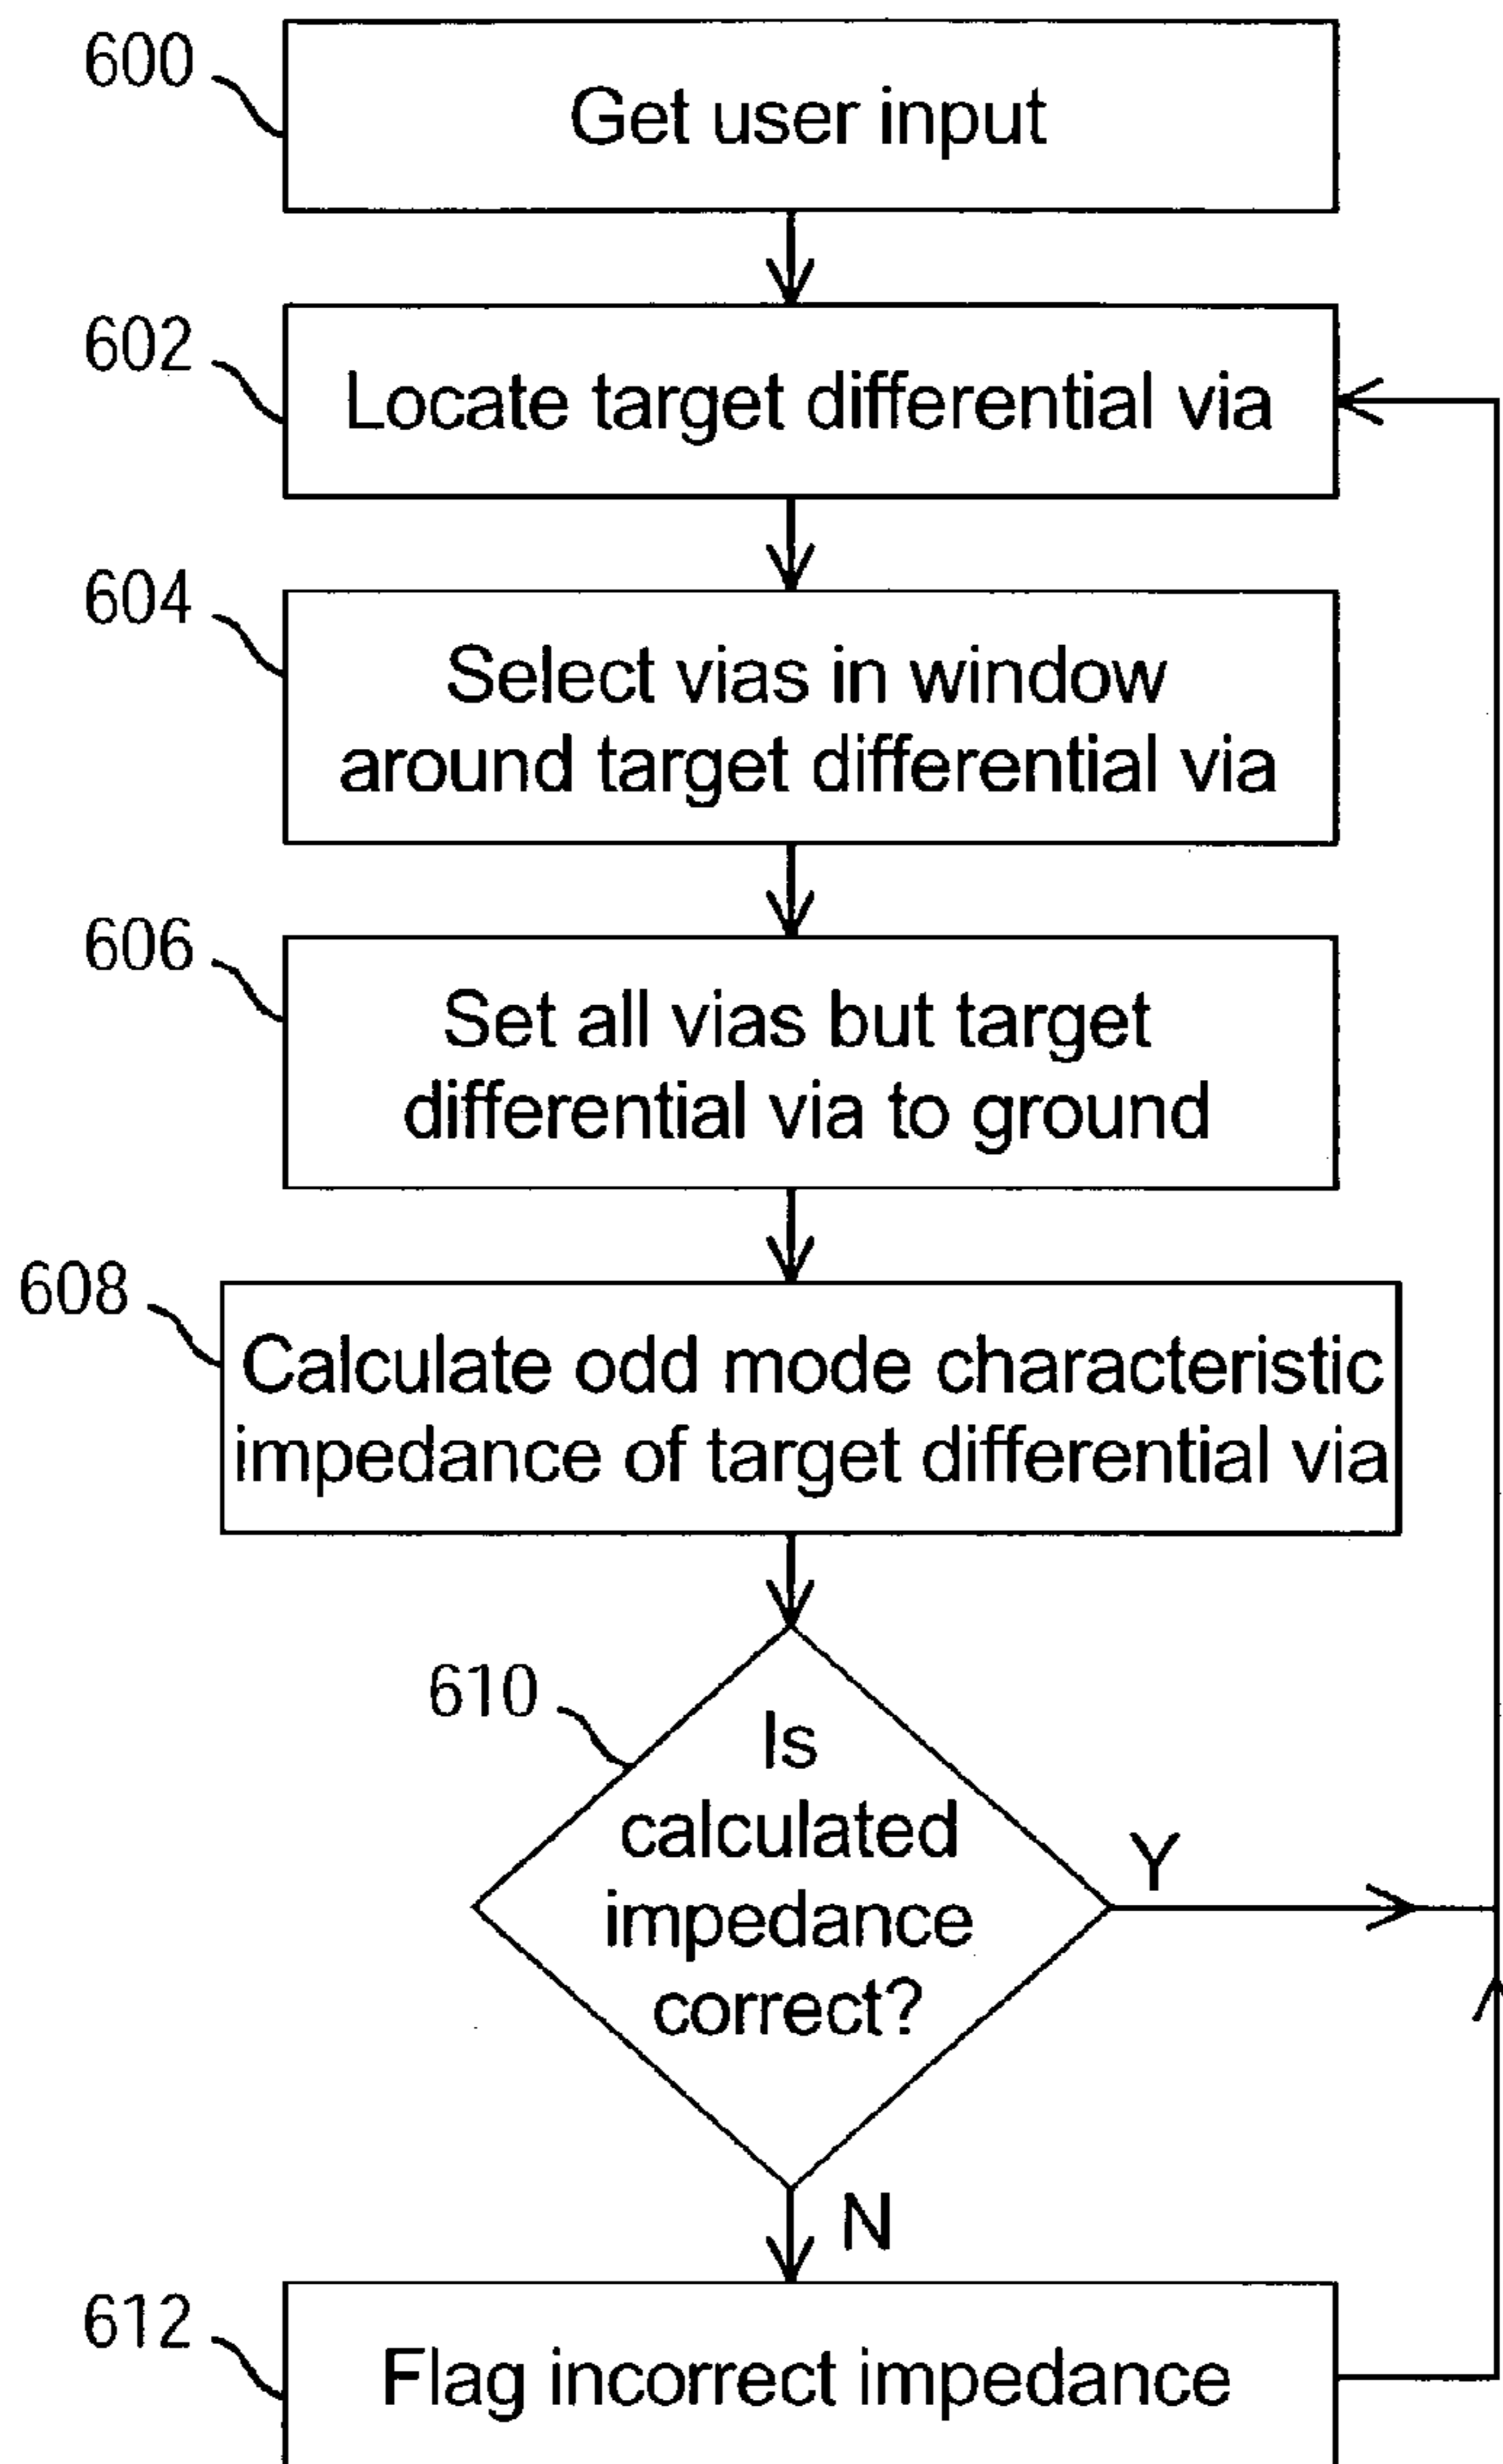 600
Get user input
602
Locate target differential via
604
Select vias in window
around target differential via
606
Set all vias but target
differential via to ground
608
Calculate odd mode characteristic
impedance of target differential via
610
Is
calculated
impedance
correct?
Y
N
612
Flag incorrect impedance